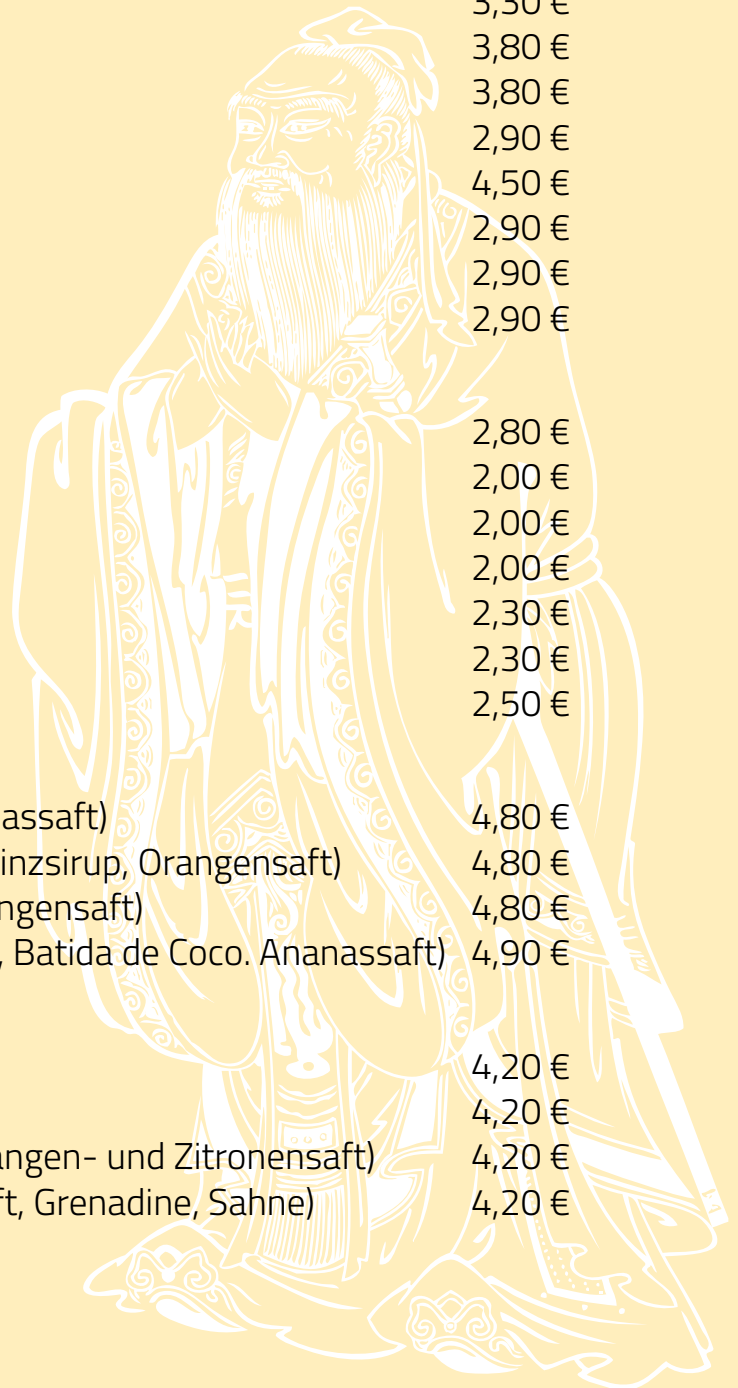 3,30 €
3,80 €
3,80 €
2,90 €
4,50 €
2,90 €
2,90 €
2,90 €
2,80 €
2,00 €
2,00 €
2,00 €
2,30 €
2,30 €
2,50 €
assaft) 4,80 €
inzsirup, Orangensaft) 4,80 €
ngensaft) 4,80 €
, Batida de Coco. Ananassaft) 4,90 €
4,20 €
4,20 €
angen- und Zitronensaft) 4,20 €
ft, Grenadine, Sahne) 4,20 €